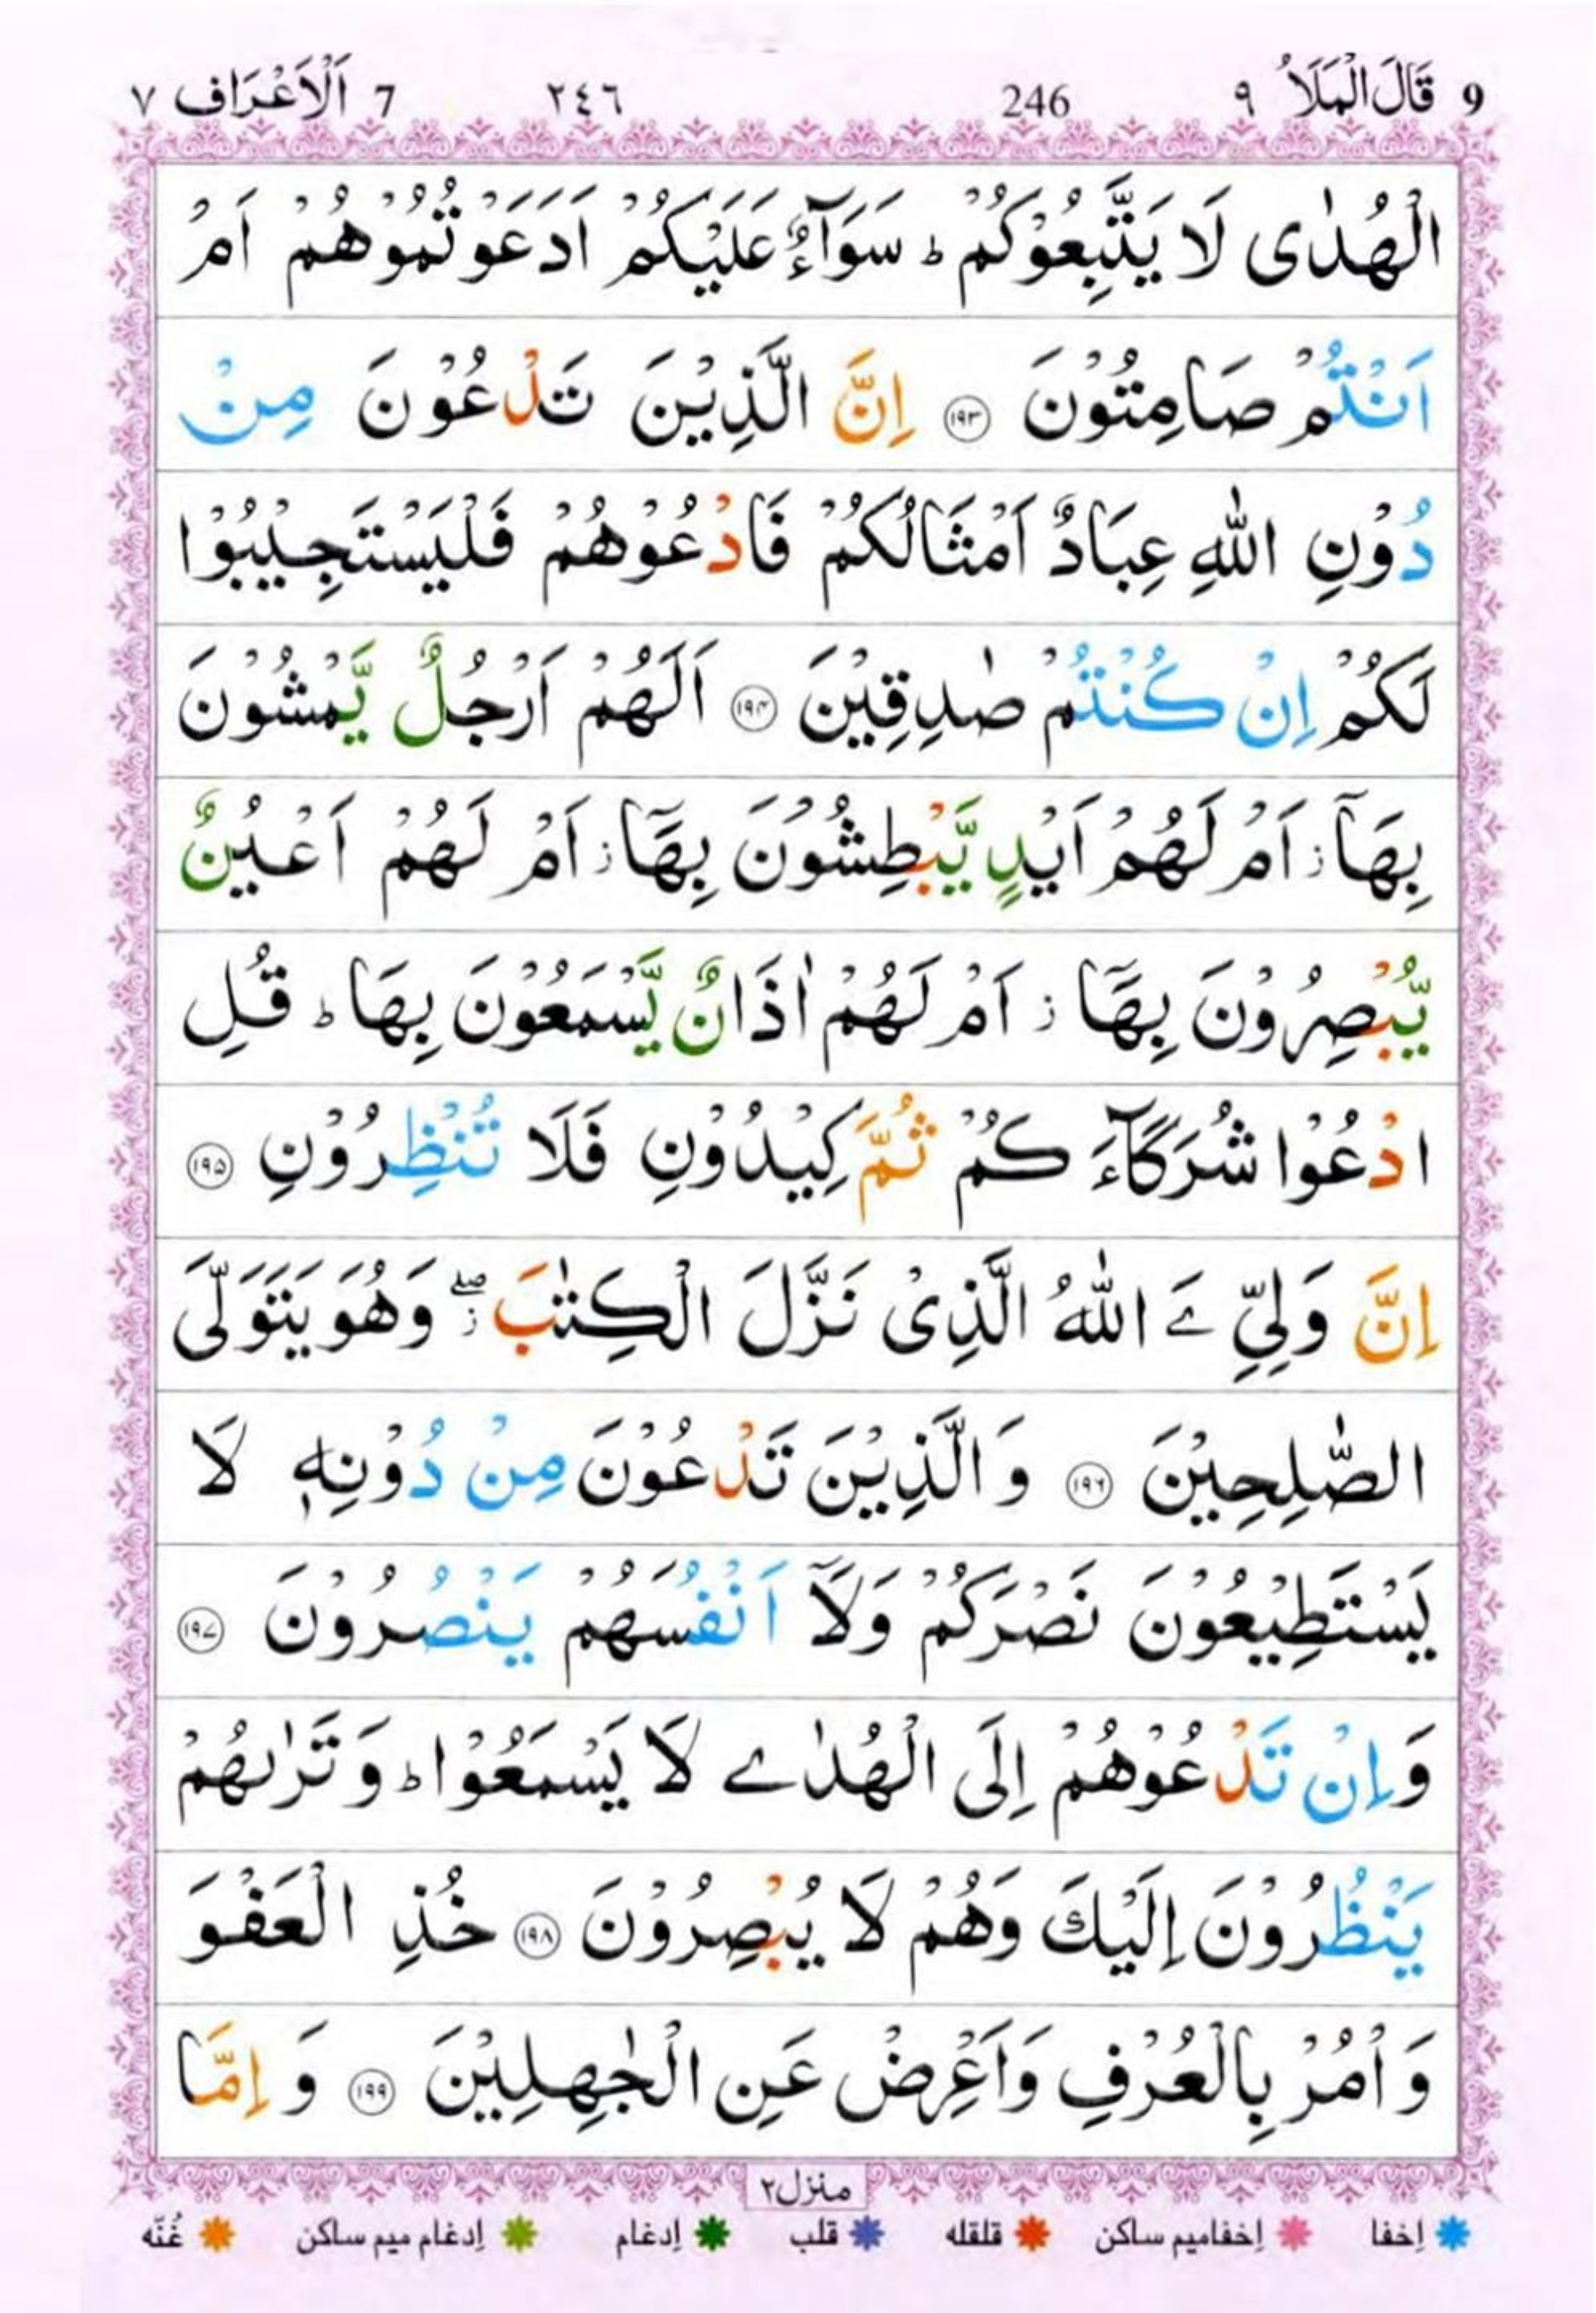 9 قَالَ الْمَلَاُ ٩ 246 ٢٤٦ 7 اَلْاَعْرَاف ٧
الْهُدٰى لَا يَتَّبِعُوْكُمْ ؕ سَوَآءٌ عَلَيْكُمْ اَدَعَوْتُمُوْهُمْ اَمْ
اَنْتُمْ صَامِتُوْنَ ﴿۱۹۳﴾ اِنَّ الَّذِيْنَ تَدْعُوْنَ مِنْ
دُوْنِ اللّٰهِ عِبَادٌ اَمْثَالُكُمْ فَادْعُوْهُمْ فَلْيَسْتَجِيْبُوْا
لَكُمْ اِنْ كُنْتُمْ صٰدِقِيْنَ ﴿۱۹۴﴾ اَلَهُمْ اَرْجُلٌ يَّمْشُوْنَ
بِهَاۤ ؗ اَمْ لَهُمْ اَيْدٍ يَّبْطِشُوْنَ بِهَاۤ ؗ اَمْ لَهُمْ اَعْيُنٌ
يُّبْصِرُوْنَ بِهَاۤ ؗ اَمْ لَهُمْ اٰذَانٌ يَّسْمَعُوْنَ بِهَا ؕ قُلِ
ادْعُوْا شُرَكَآءَ كُمْ ثُمَّ كِيْدُوْنِ فَلَا تُنْظِرُوْنِ ﴿۱۹۵﴾
اِنَّ وَلِيِّ ےَ اللّٰهُ الَّذِىْ نَزَّلَ الْكِتٰبَ ۖؗ وَهُوَ يَتَوَلَّى
الصّٰلِحِيْنَ ﴿۱۹۶﴾ وَالَّذِيْنَ تَدْعُوْنَ مِنْ دُوْنِهٖ لَا
يَسْتَطِيْعُوْنَ نَصْرَكُمْ وَلَاۤ اَنْفُسَهُمْ يَنْصُرُوْنَ ﴿۱۹۷﴾
وَاِنْ تَدْعُوْهُمْ اِلَى الْهُدٰے لَا يَسْمَعُوْا ؕ وَتَرٰىهُمْ
يَنْظُرُوْنَ اِلَيْكَ وَهُمْ لَا يُبْصِرُوْنَ ﴿۱۹۸﴾ خُذِ الْعَفْوَ
وَاْمُرْ بِالْعُرْفِ وَاَعْرِضْ عَنِ الْجٰهِلِيْنَ ﴿۱۹۹﴾ وَاِمَّا
منزل٢
اِخفا اِخفامیم ساکن قلقله قلب اِدغام اِدغام میم ساکن غُنّه